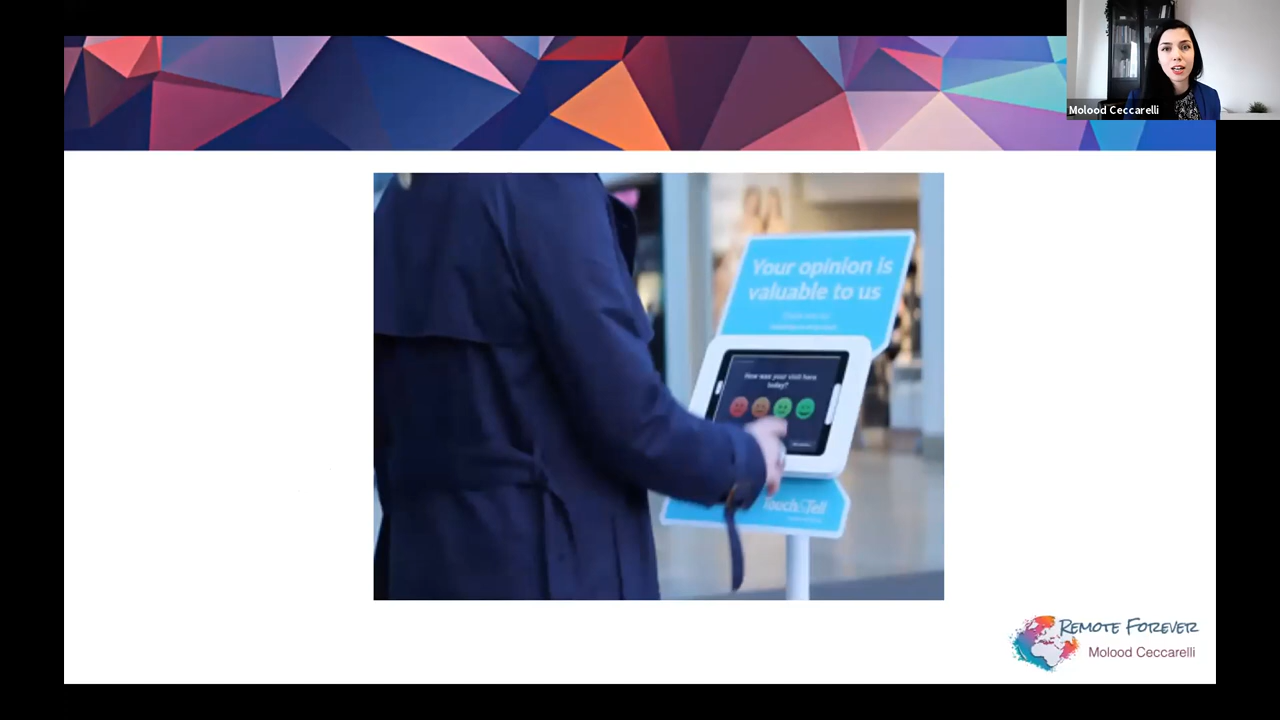 Molood Ceccarelli
Your opinion is
valuable to us
How was your visit here
today?
Touch&Tell
Remote Forever
Molood Ceccarelli